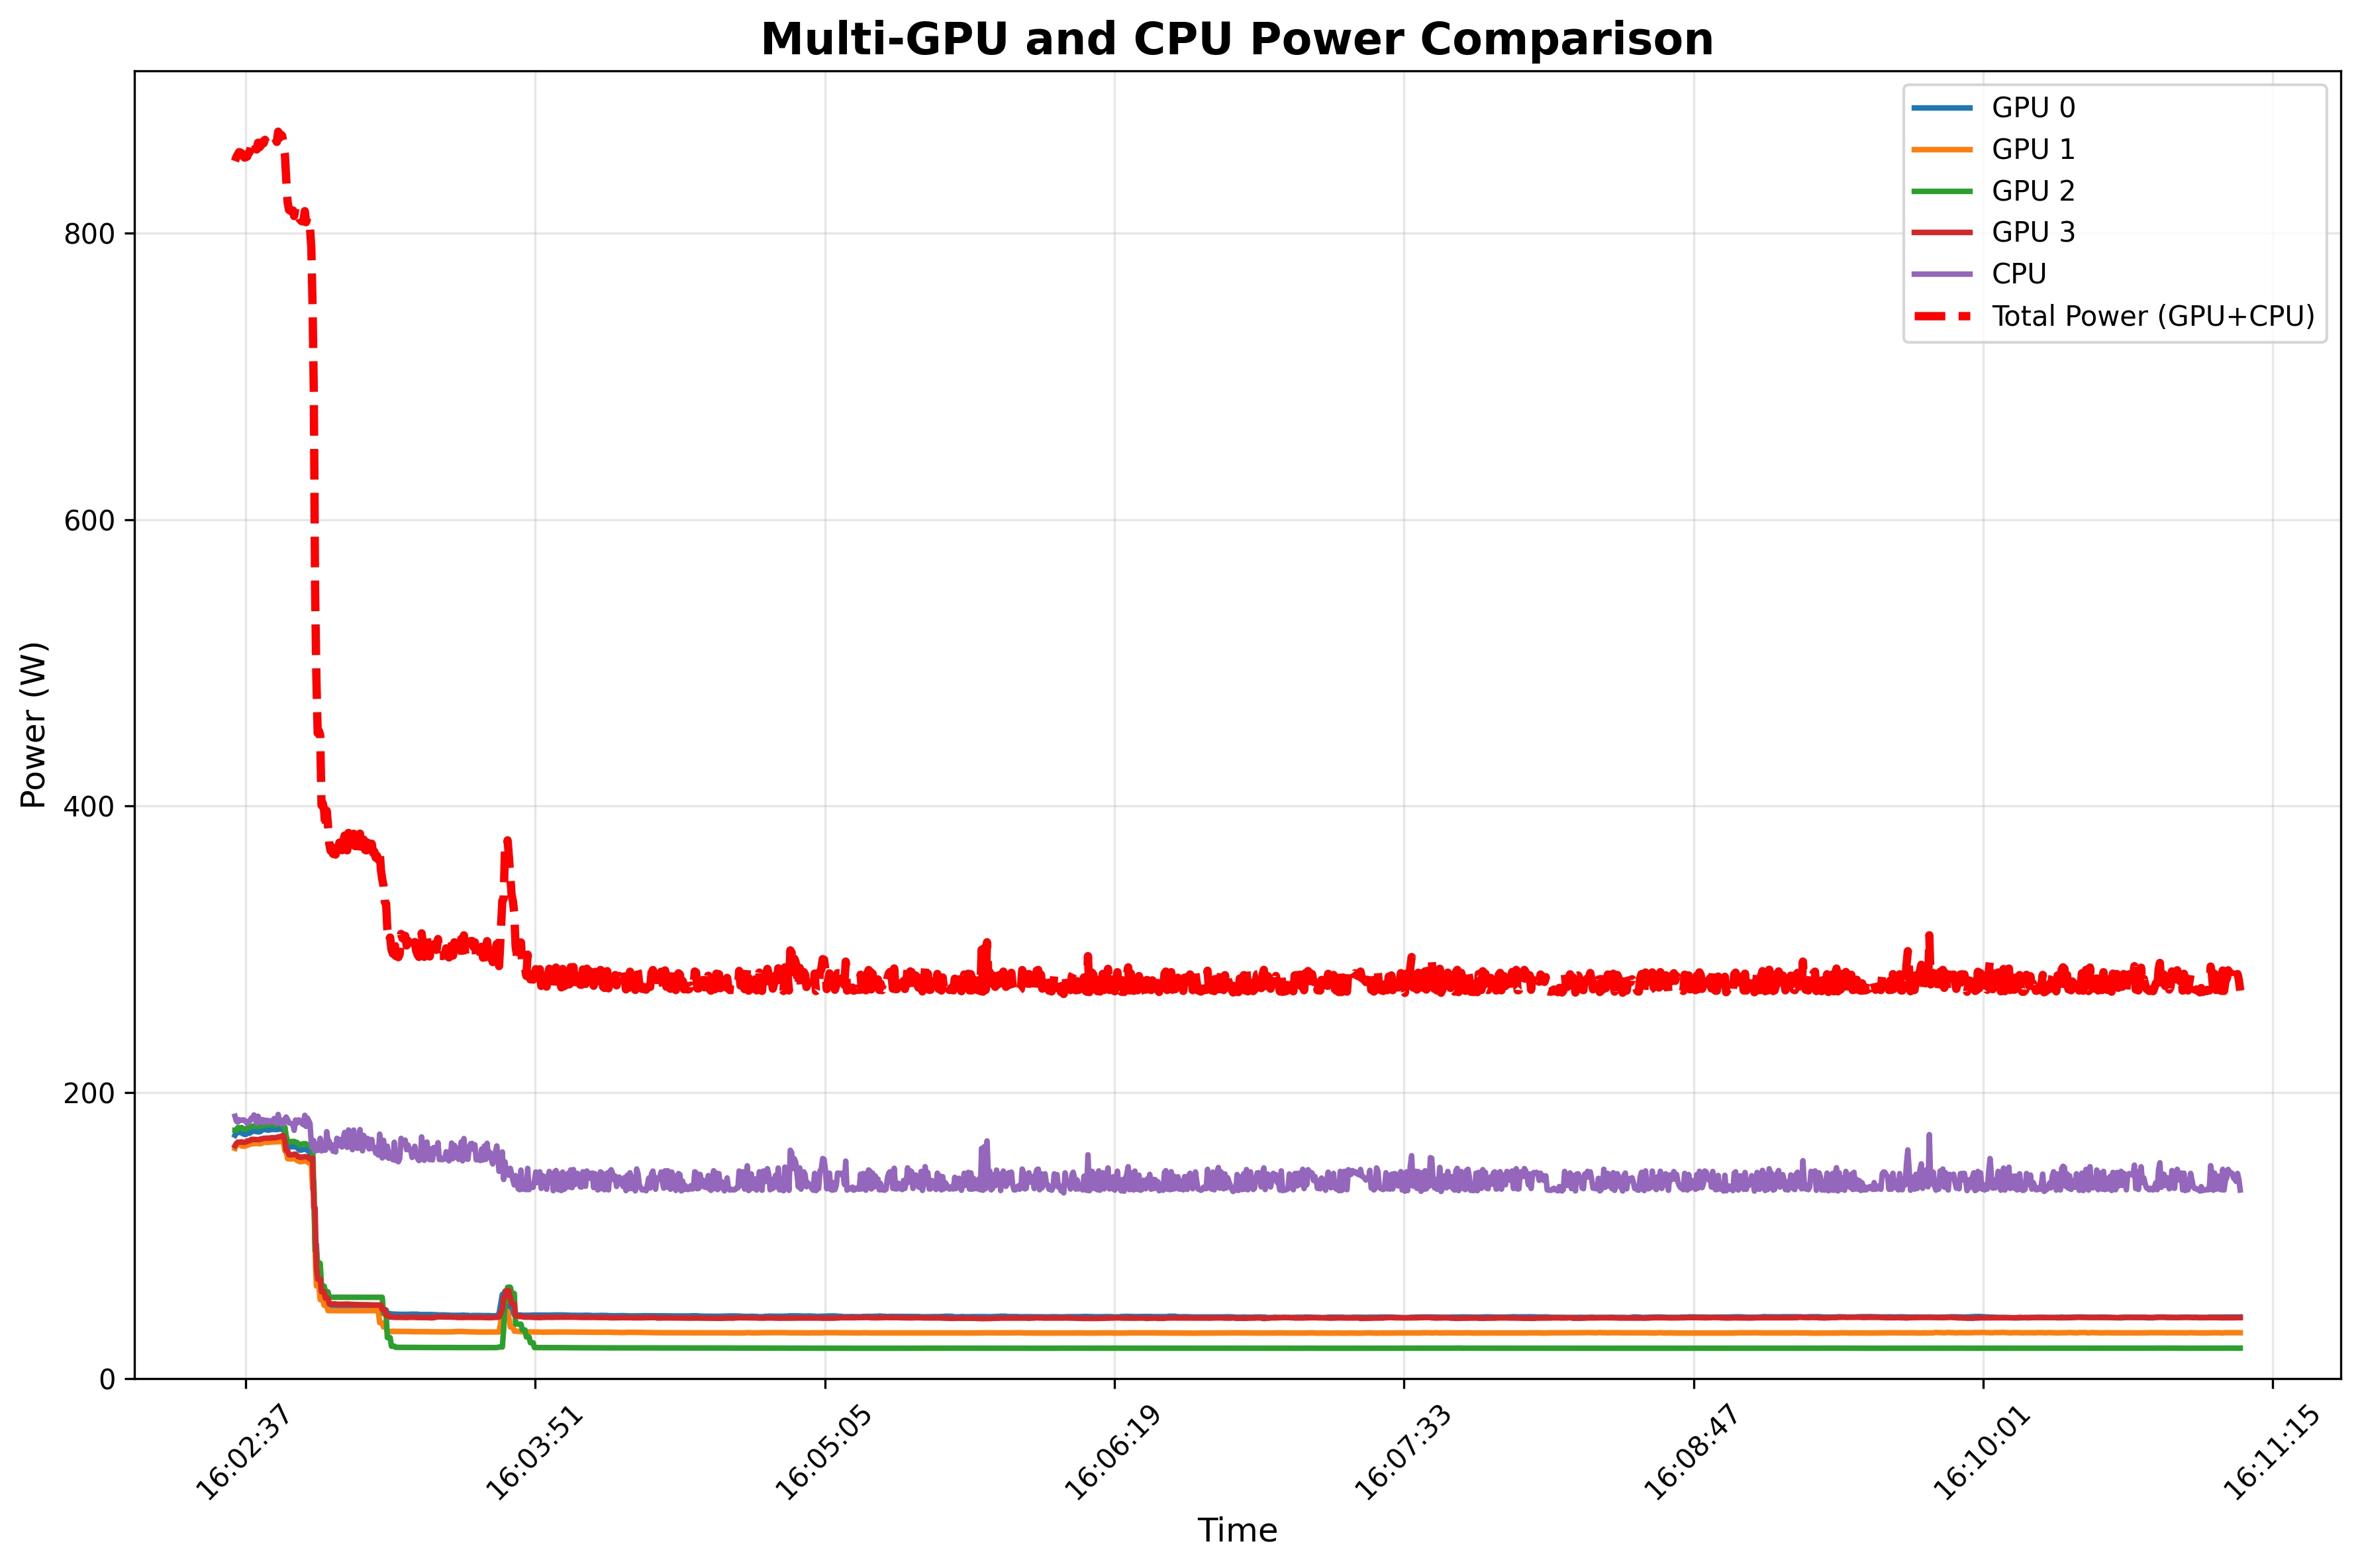 Multi-GPU and CPU Power Comparison
GPU 0
GPU 1
GPU 2
GPU 3
CPU
Total Power (GPU+CPU)
Power (W)
800
600
400
200
0
16:02:37
16:03:51
16:05:05
16:06:19
16:07:33
16:08:47
16:10:01
16:11:15
Time